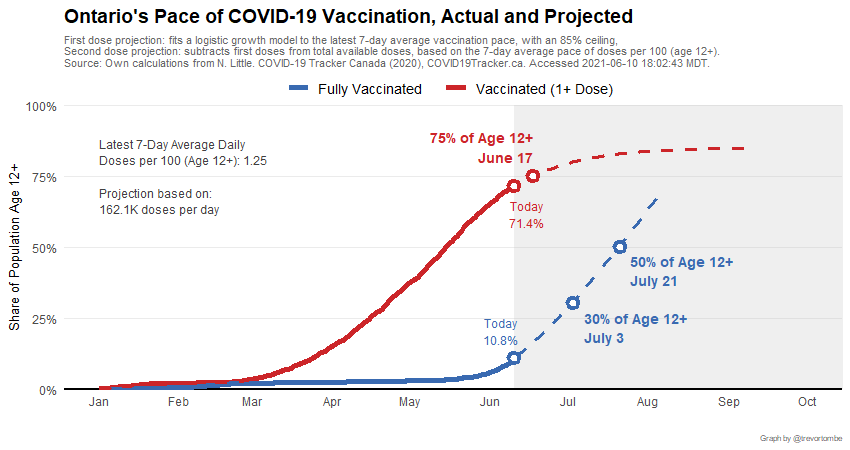 Ontario's Pace of COVID-19 Vaccination, Actual and Projected
First dose projection: fits a logistic growth model to the latest 7-day average vaccination pace, with an 85% ceiling,
Second dose projection: subtracts first doses from total available doses, based on the 7-day average pace of doses per 100 (age 12+).
Source: Own calculations from N. Little. COVID-19 Tracker Canada (2020), COVID19Tracker.ca. Accessed 2021-06-10 18:02:43 MDT.
Fully Vaccinated Vaccinated (1+ Dose)
100%
75%
50%
25%
0%
Share of Population Age 12+
Latest 7-Day Average Daily
Doses per 100 (Age 12+): 1.25
Projection based on:
162.1K doses per day
75% of Age 12+
June 17
Today
71.4%
50% of Age 12+
July 21
30% of Age 12+
July 3
Today
10.8%
Jan Feb Mar Apr May Jun Jul Aug Sep Oct
Graph by @trevortombe